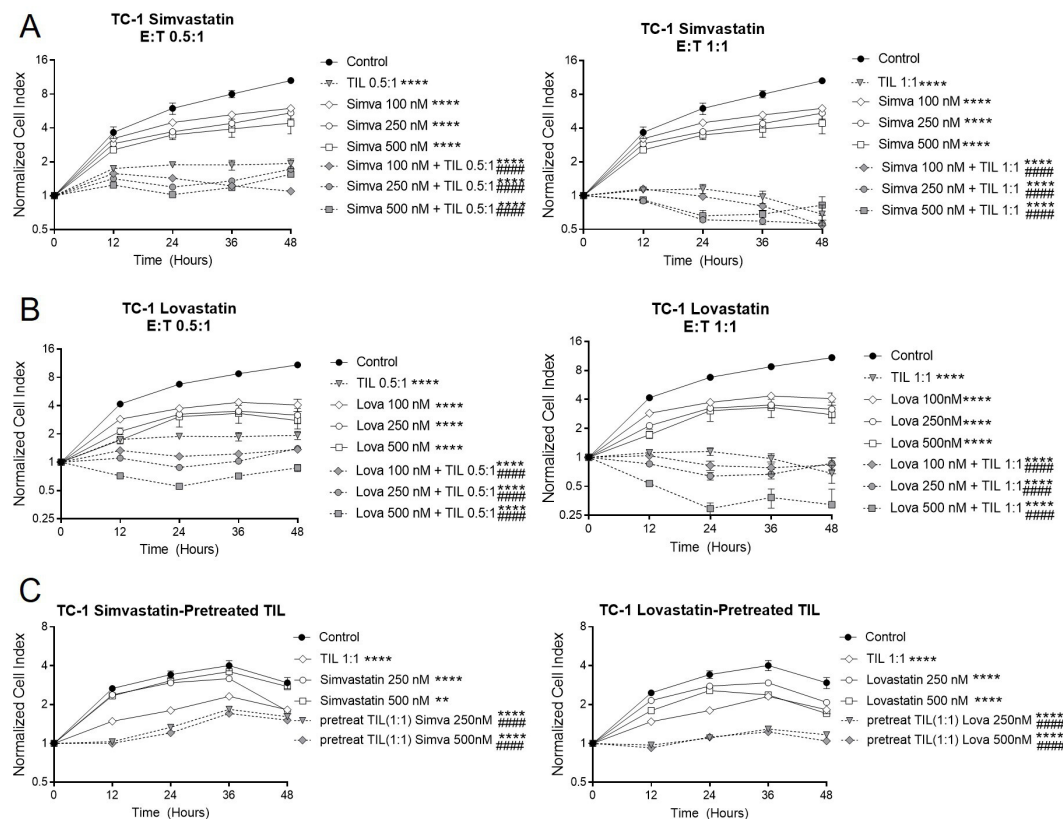 A
TC-1 Simvastatin
E:T 0.5:1
Normalized Cell Index
16
8
4
2
1
0.5
0 12 24 36 48
Time (Hours)
Control
TIL 0.5:1 ****
Simva 100 nM ****
Simva 250 nM ****
Simva 500 nM ****
Simva 100 nM + TIL 0.5:1 **** ####
Simva 250 nM + TIL 0.5:1 **** ####
Simva 500 nM + TIL 0.5:1 **** ####
TC-1 Simvastatin
E:T 1:1
Normalized Cell Index
16
8
4
2
1
0.5
0 12 24 36 48
Time (Hours)
Control
TIL 1:1 ****
Simva 100 nM ****
Simva 250 nM ****
Simva 500 nM ****
Simva 100 nM + TIL 1:1 **** ####
Simva 250 nM + TIL 1:1 **** ####
Simva 500 nM + TIL 1:1 **** ####
B
TC-1 Lovastatin
E:T 0.5:1
Normalized Cell Index
16
8
4
2
1
0.5
0.25
0 12 24 36 48
Time (Hours)
Control
TIL 0.5:1 ****
Lova 100 nM ****
Lova 250 nM ****
Lova 500 nM ****
Lova 100 nM + TIL 0.5:1 **** ####
Lova 250 nM + TIL 0.5:1 **** ####
Lova 500 nM + TIL 0.5:1 **** ####
TC-1 Lovastatin
E:T 1:1
Normalized Cell Index
16
8
4
2
1
0.5
0.25
0 12 24 36 48
Time (Hours)
Control
TIL 1:1 ****
Lova 100nM ****
Lova 250nM ****
Lova 500nM ****
Lova 100 nM + TIL 1:1 **** ####
Lova 250 nM + TIL 1:1 **** ####
Lova 500 nM + TIL 1:1 **** ####
C
TC-1 Simvastatin-Pretreated TIL
Normalized Cell Index
8
4
2
1
0.5
0 12 24 36 48
Time (Hours)
Control
TIL 1:1 ****
Simvastatin 250 nM ****
Simvastatin 500 nM **
pretreat TIL(1:1) Simva 250nM **** ####
pretreat TIL(1:1) Simva 500nM **** ####
TC-1 Lovastatin-Pretreated TIL
Normalized Cell Index
8
4
2
1
0.5
0 12 24 36 48
Time (Hours)
Control
TIL 1:1 ****
Lovastatin 250 nM ****
Lovastatin 500 nM ****
pretreat TIL(1:1) Lova 250nM **** ####
pretreat TIL(1:1) Lova 500nM **** ####